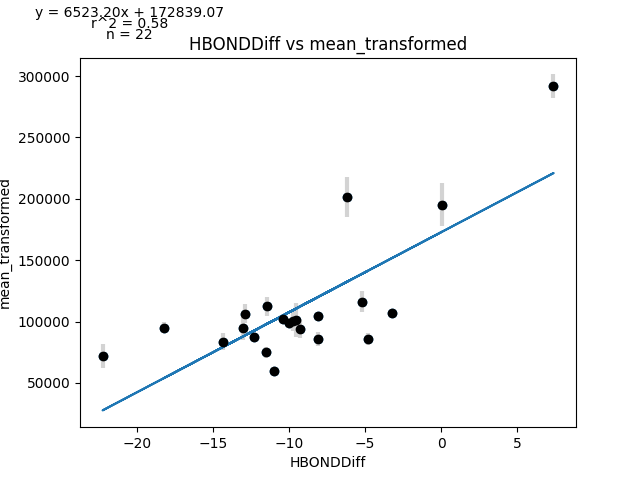 y = 6523.20x + 172839.07
r^2 = 0.58
n = 22
HBONDDiff vs mean_transformed
mean_transformed
300000
250000
200000
150000
100000
50000
−20
−15
−10
−5
0
5
HBONDDiff